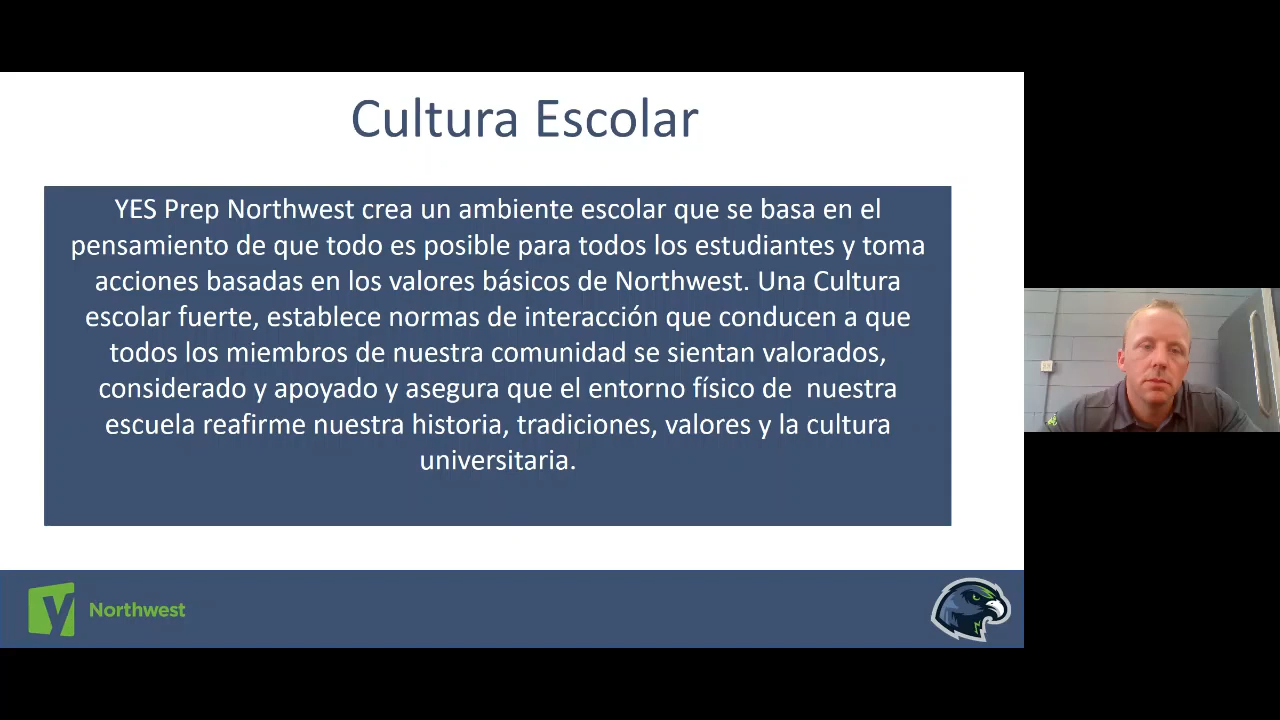 Cultura Escolar
YES Prep Northwest crea un ambiente escolar que se basa en el
pensamiento de que todo es posible para todos los estudiantes y toma
acciones basadas en los valores básicos de Northwest. Una Cultura
escolar fuerte, establece normas de interacción que conducen a que
todos los miembros de nuestra comunidad se sientan valorados,
considerado y apoyado y asegura que el entorno físico de  nuestra
escuela reafirme nuestra historia, tradiciones, valores y la cultura
universitaria.
Y Northwest